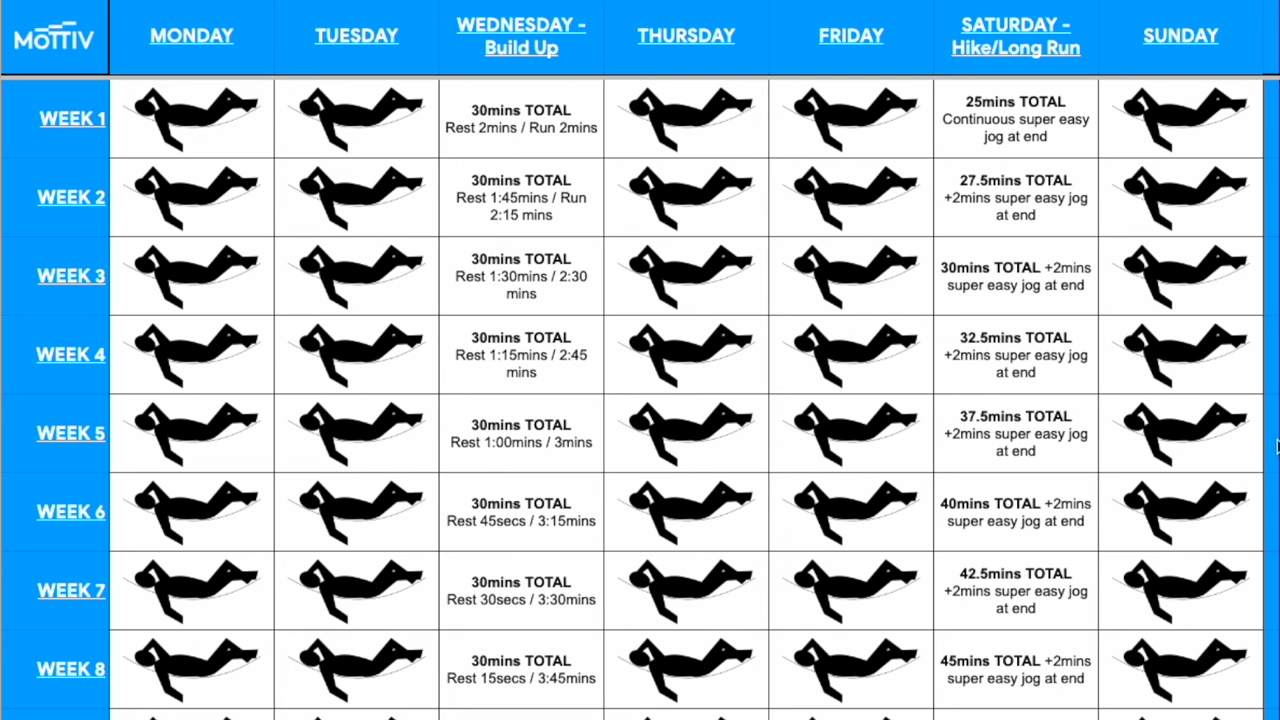 MŌTTIV
MONDAY
TUESDAY
WEDNESDAY -
Build Up
THURSDAY
FRIDAY
SATURDAY -
Hike/Long Run
SUNDAY
WEEK 1
30mins TOTAL
Rest 2mins / Run 2mins
25mins TOTAL
Continuous super easy
jog at end
WEEK 2
30mins TOTAL
Rest 1:45mins / Run
2:15 mins
27.5mins TOTAL
+2mins super easy jog
at end
WEEK 3
30mins TOTAL
Rest 1:30mins / 2:30
mins
30mins TOTAL +2mins
super easy jog at end
WEEK 4
30mins TOTAL
Rest 1:15mins / 2:45
mins
32.5mins TOTAL
+2mins super easy jog
at end
WEEK 5
30mins TOTAL
Rest 1:00mins / 3mins
37.5mins TOTAL
+2mins super easy jog
at end
WEEK 6
30mins TOTAL
Rest 45secs / 3:15mins
40mins TOTAL +2mins
super easy jog at end
WEEK 7
30mins TOTAL
Rest 30secs / 3:30mins
42.5mins TOTAL
+2mins super easy jog
at end
WEEK 8
30mins TOTAL
Rest 15secs / 3:45mins
45mins TOTAL +2mins
super easy jog at end